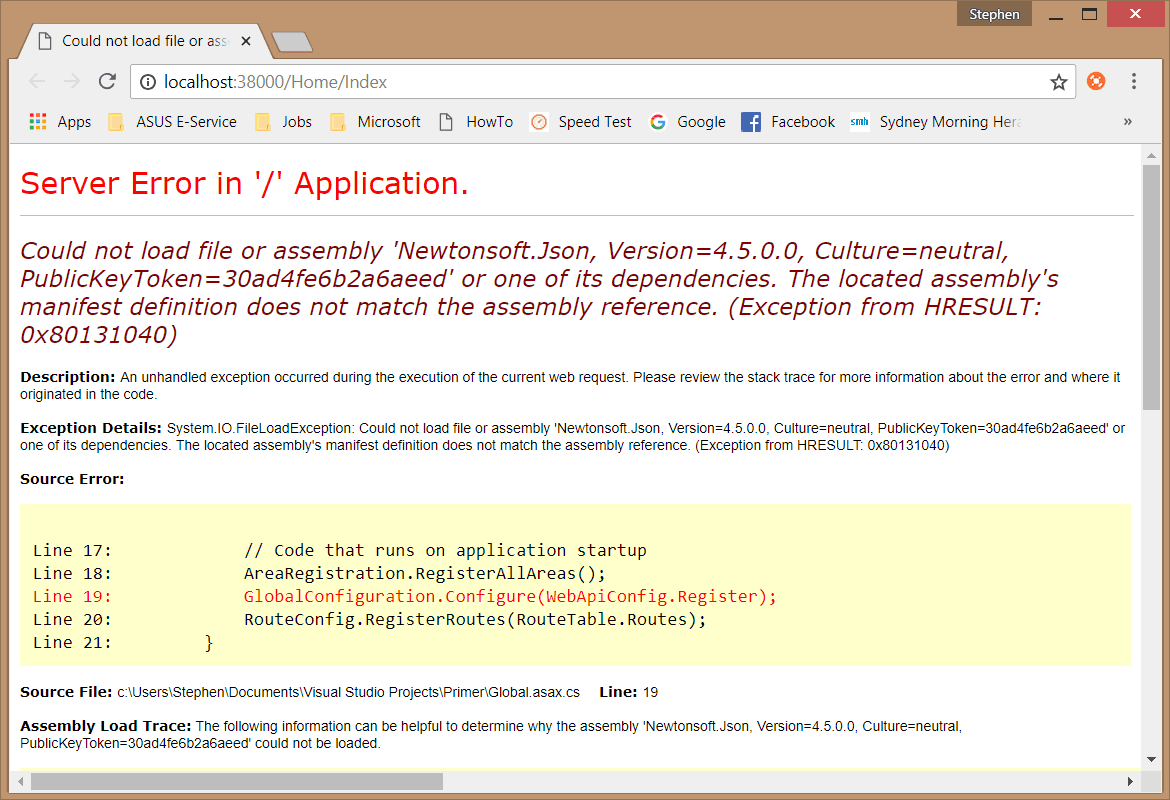 Stephen
Could not load file or ass
localhost:38000/Home/Index
Apps ASUS E-Service Jobs Microsoft HowTo Speed Test Google Facebook smh Sydney Morning Hera »
Server Error in '/' Application.
Could not load file or assembly 'Newtonsoft.Json, Version=4.5.0.0, Culture=neutral,
PublicKeyToken=30ad4fe6b2a6aeed' or one of its dependencies. The located assembly's
manifest definition does not match the assembly reference. (Exception from HRESULT:
0x80131040)
Description: An unhandled exception occurred during the execution of the current web request. Please review the stack trace for more information about the error and where it
originated in the code.
Exception Details: System.IO.FileLoadException: Could not load file or assembly 'Newtonsoft.Json, Version=4.5.0.0, Culture=neutral, PublicKeyToken=30ad4fe6b2a6aeed' or
one of its dependencies. The located assembly's manifest definition does not match the assembly reference. (Exception from HRESULT: 0x80131040)
Source Error:
Line 17:             // Code that runs on application startup
Line 18:             AreaRegistration.RegisterAllAreas();
Line 19:             GlobalConfiguration.Configure(WebApiConfig.Register);
Line 20:             RouteConfig.RegisterRoutes(RouteTable.Routes);
Line 21:         }
Source File: c:\Users\Stephen\Documents\Visual Studio Projects\Primer\Global.asax.cs    Line: 19
Assembly Load Trace: The following information can be helpful to determine why the assembly 'Newtonsoft.Json, Version=4.5.0.0, Culture=neutral,
PublicKeyToken=30ad4fe6b2a6aeed' could not be loaded.